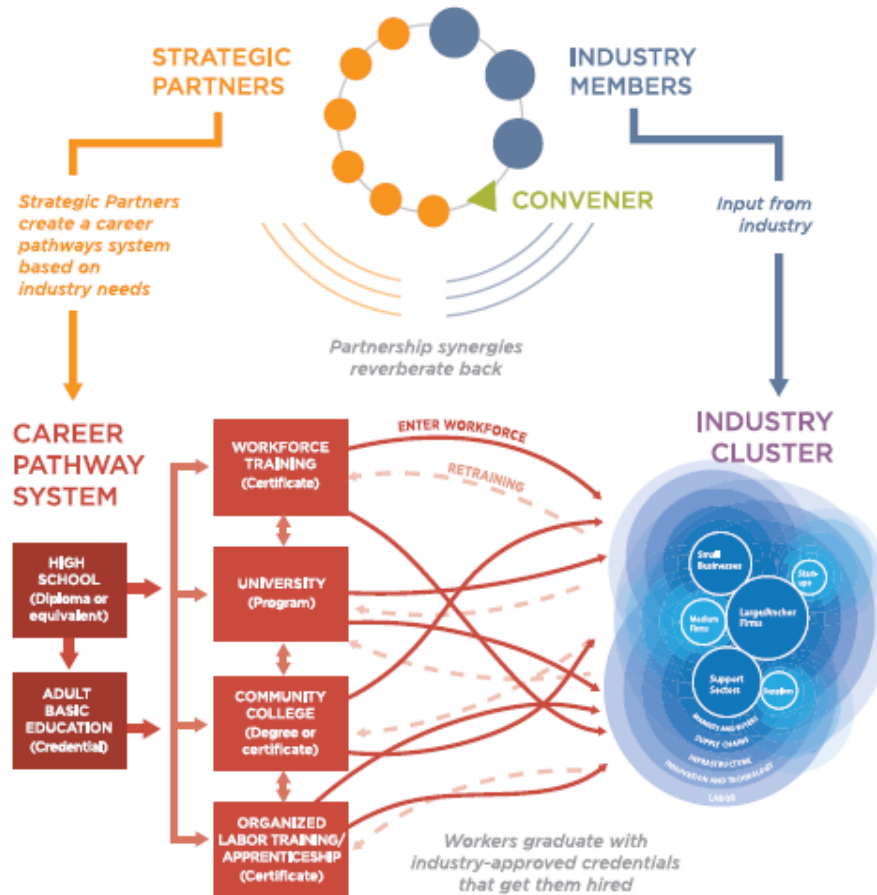 STRATEGIC
PARTNERS
INDUSTRY
MEMBERS
CONVENER
Strategic Partners
create a career
pathways system
based on
industry needs
Input from
industry
Partnership synergies
reverberate back
CAREER
PATHWAY
SYSTEM
INDUSTRY
CLUSTER
HIGH
SCHOOL
(Diploma or
equivalent)
ADULT
BASIC
EDUCATION
(Credential)
WORKFORCE
TRAINING
(Certificate)
UNIVERSITY
(Program)
COMMUNITY
COLLEGE
(Degree or
certificate)
ORGANIZED
LABOR TRAINING/
APPRENTICESHIP
(Certificate)
ENTER WORKFORCE
RETRAINING
Small
Businesses
Start-
ups
Medium
Firms
Large/Anchor
Firms
Support
Sectors
Suppliers
MARKETS AND BUYERS
SUPPLY CHAINS
INFRASTRUCTURE
INNOVATION AND TECHNOLOGY
LABOR
Workers graduate with
industry-approved credentials
that get them hired